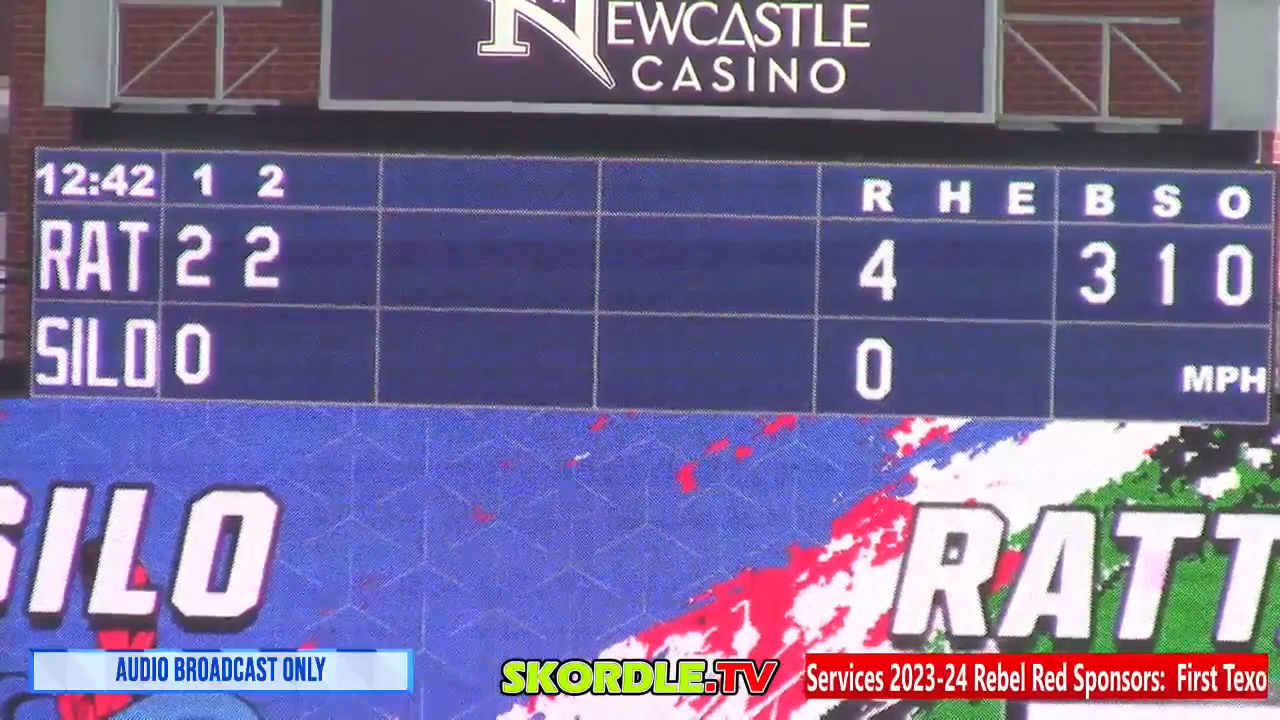 NEWCASTLE
CASINO
12:42 1 2 R H E B S O
RAT 2 2 4 3 1 0
SILO 0 0 MPH
SILO RATT
AUDIO BROADCAST ONLY SKORDLE.TV Services 2023-24 Rebel Red Sponsors: First Texo